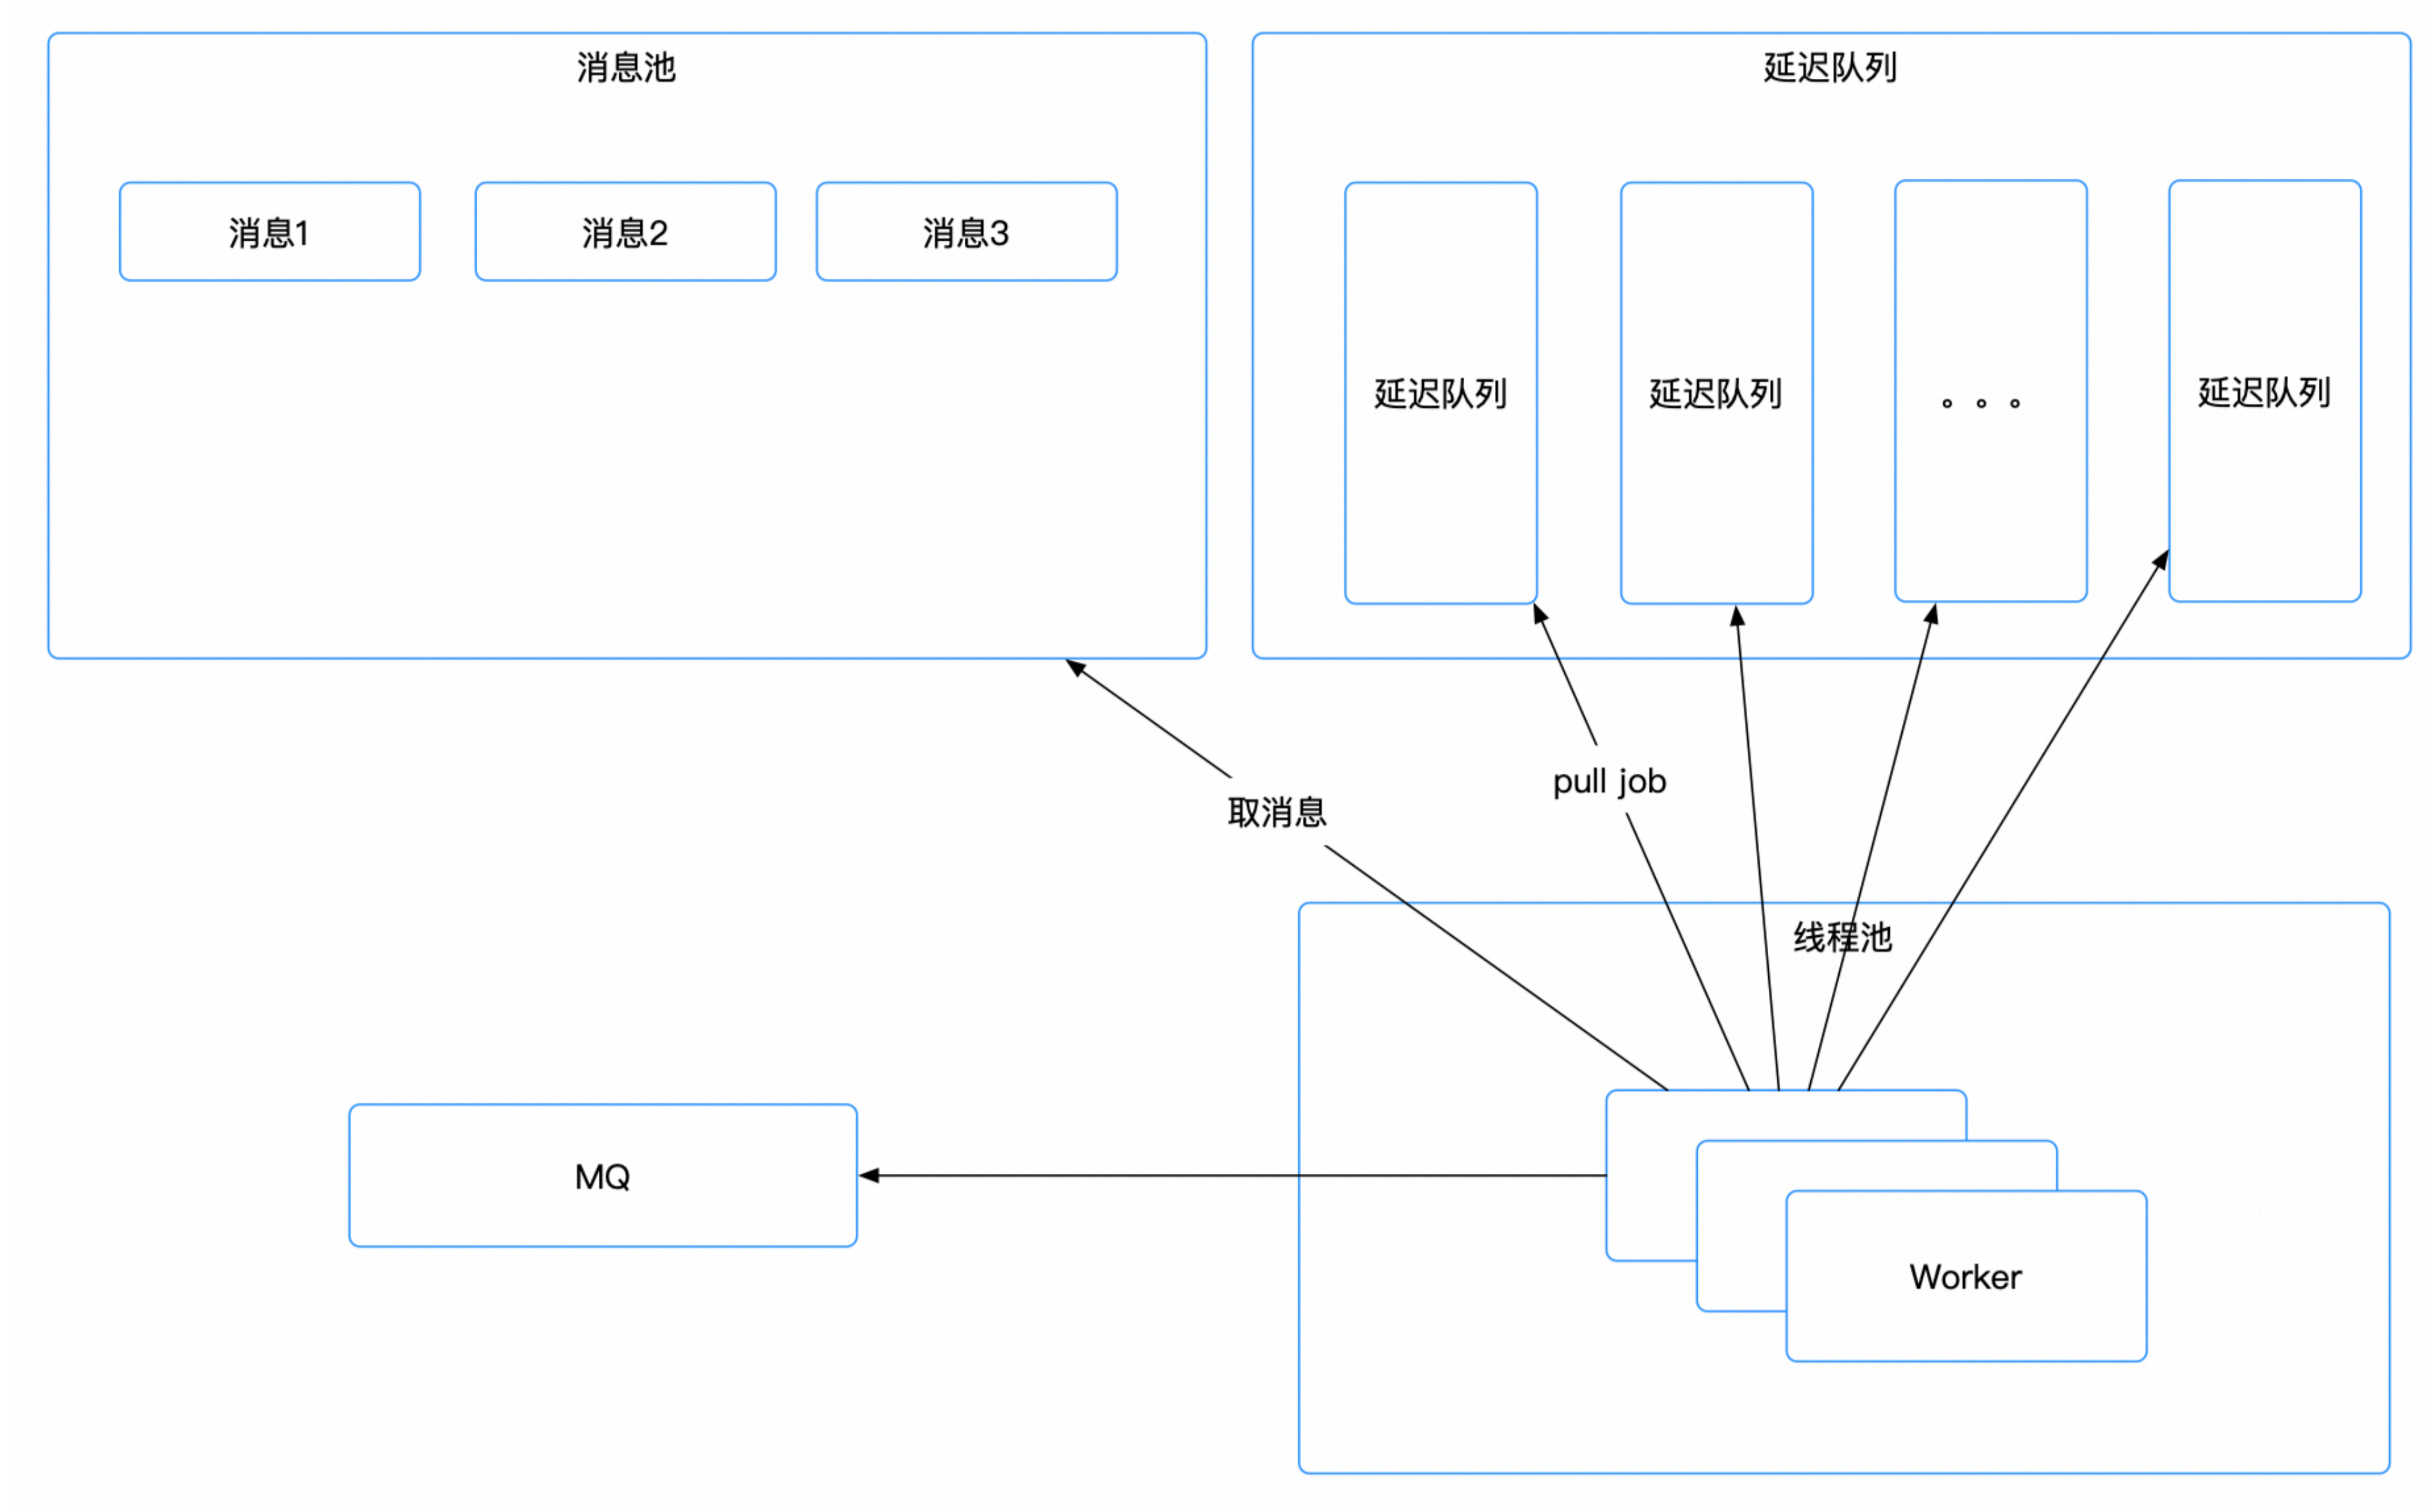 消息池
消息1
消息2
消息3
延迟队列
延迟队列
延迟队列
。。。
延迟队列
取消息
pull job
线程池
MQ
Worker